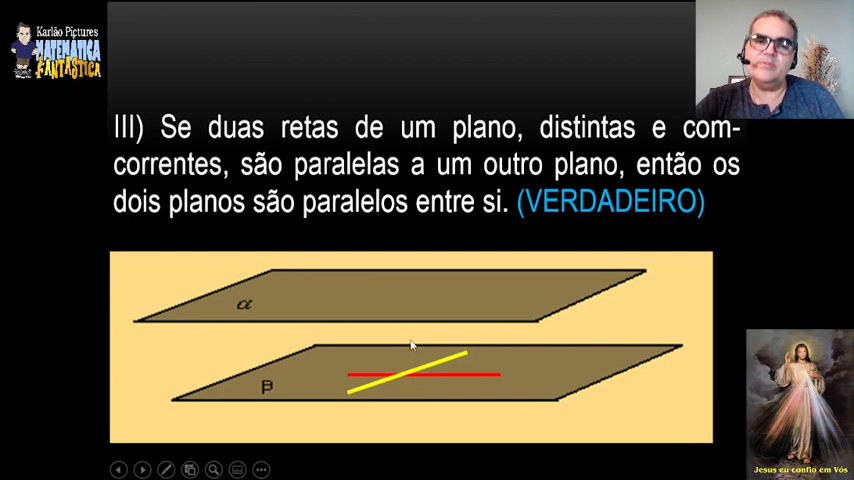 Karlão Pictures
MATEMÁTICA
FANTÁSTICA
III) Se duas retas de um plano, distintas e com-
correntes, são paralelas a um outro plano, então os
dois planos são paralelos entre si. (VERDADEIRO)
α
β
Jesus eu confio em Vós